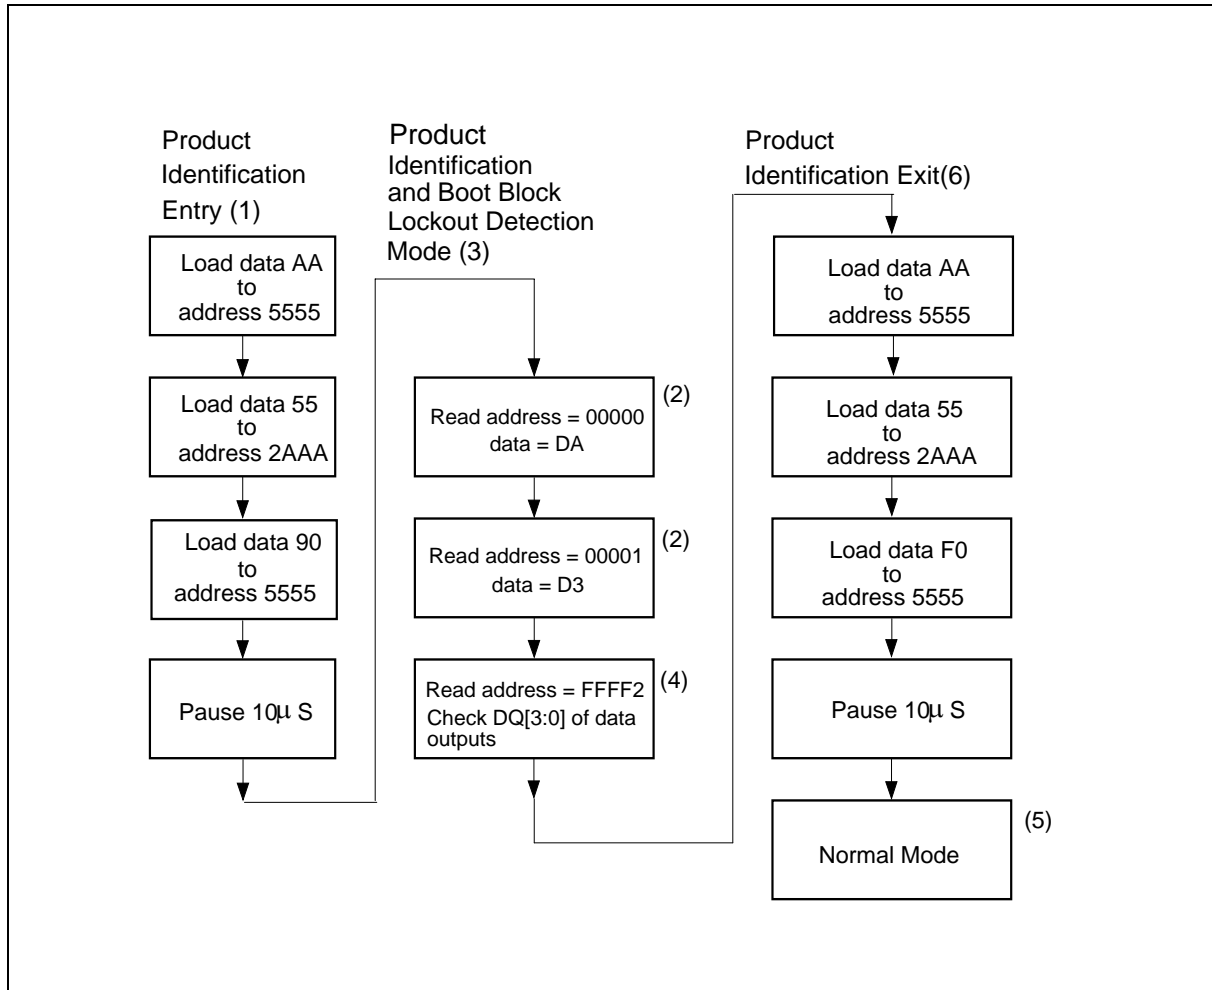 Product
Identification
Entry (1)
Load data AA
to
address 5555
Load data 55
to
address 2AAA
Load data 90
to
address 5555
Pause 10μ S
Product
Identification
and Boot Block
Lockout Detection
Mode (3)
Read address = 00000
data = DA
(2)
Read address = 00001
data = D3
(2)
Read address = FFFF2
Check DQ[3:0] of data
outputs
(4)
Product
Identification Exit(6)
Load data AA
to
address 5555
Load data 55
to
address 2AAA
Load data F0
to
address 5555
Pause 10μ S
Normal Mode
(5)